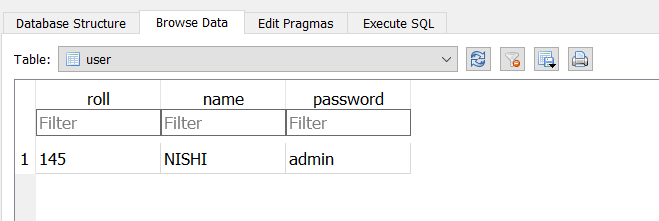 Database Structure Browse Data Edit Pragmas Execute SQL
Table: user
roll name password
Filter Filter Filter
1 145 NISHI admin